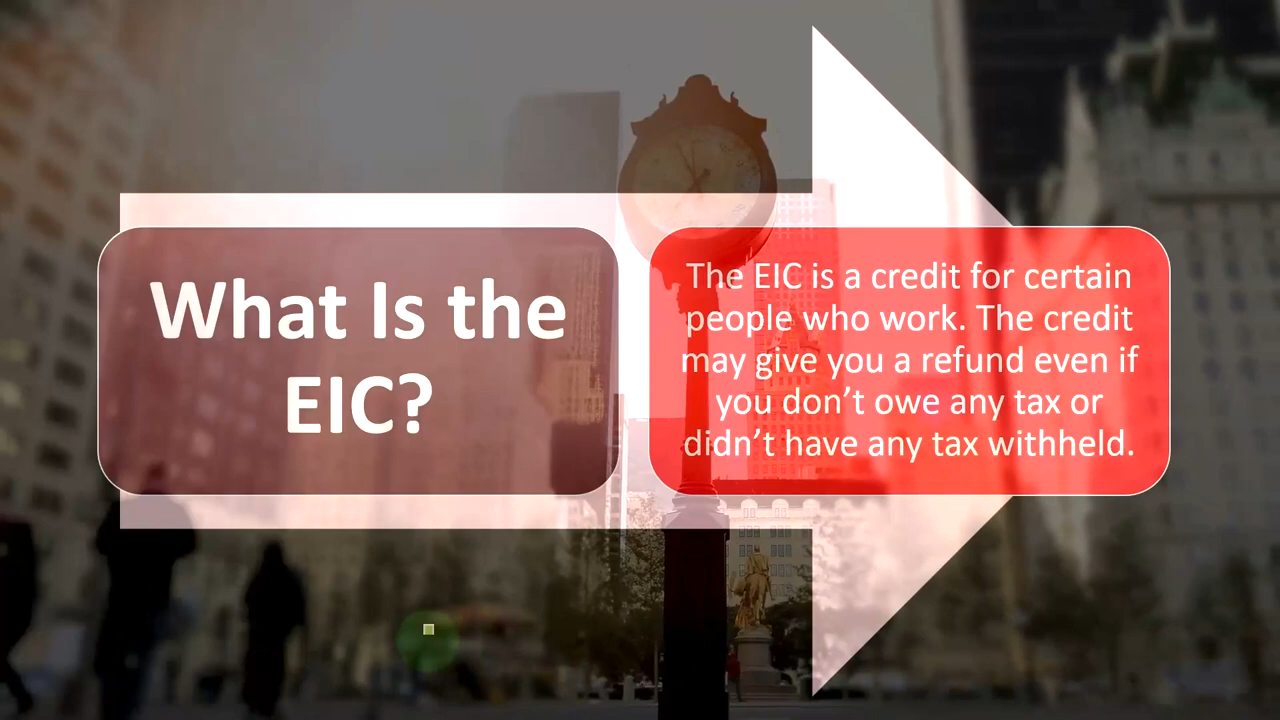 What Is the
EIC?
The EIC is a credit for certain
people who work. The credit
may give you a refund even if
you don’t owe any tax or
didn’t have any tax withheld.